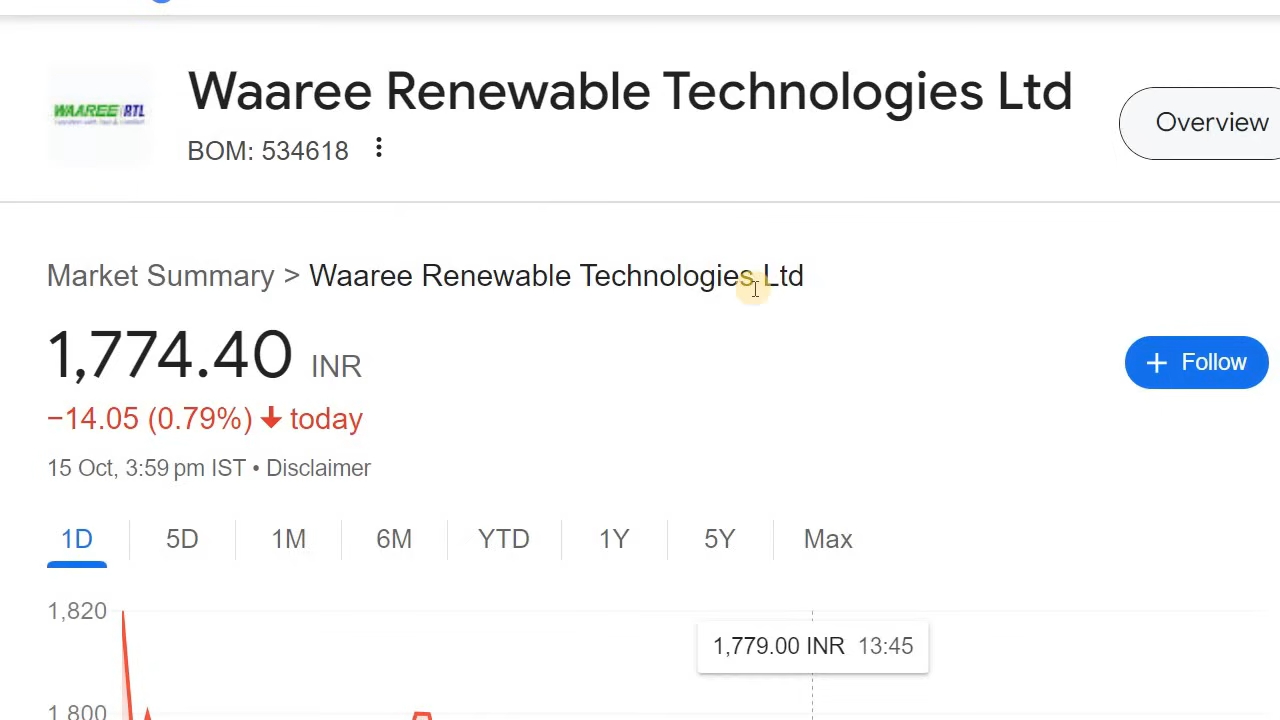 Waaree Renewable Technologies Ltd
WAAREE RTL
BOM: 534618
Overview
Market Summary > Waaree Renewable Technologies Ltd
1,774.40 INR
+ Follow
−14.05 (0.79%) ↓ today
15 Oct, 3:59 pm IST • Disclaimer
1D 5D 1M 6M YTD 1Y 5Y Max
1,820
1,779.00 INR 13:45
1,800